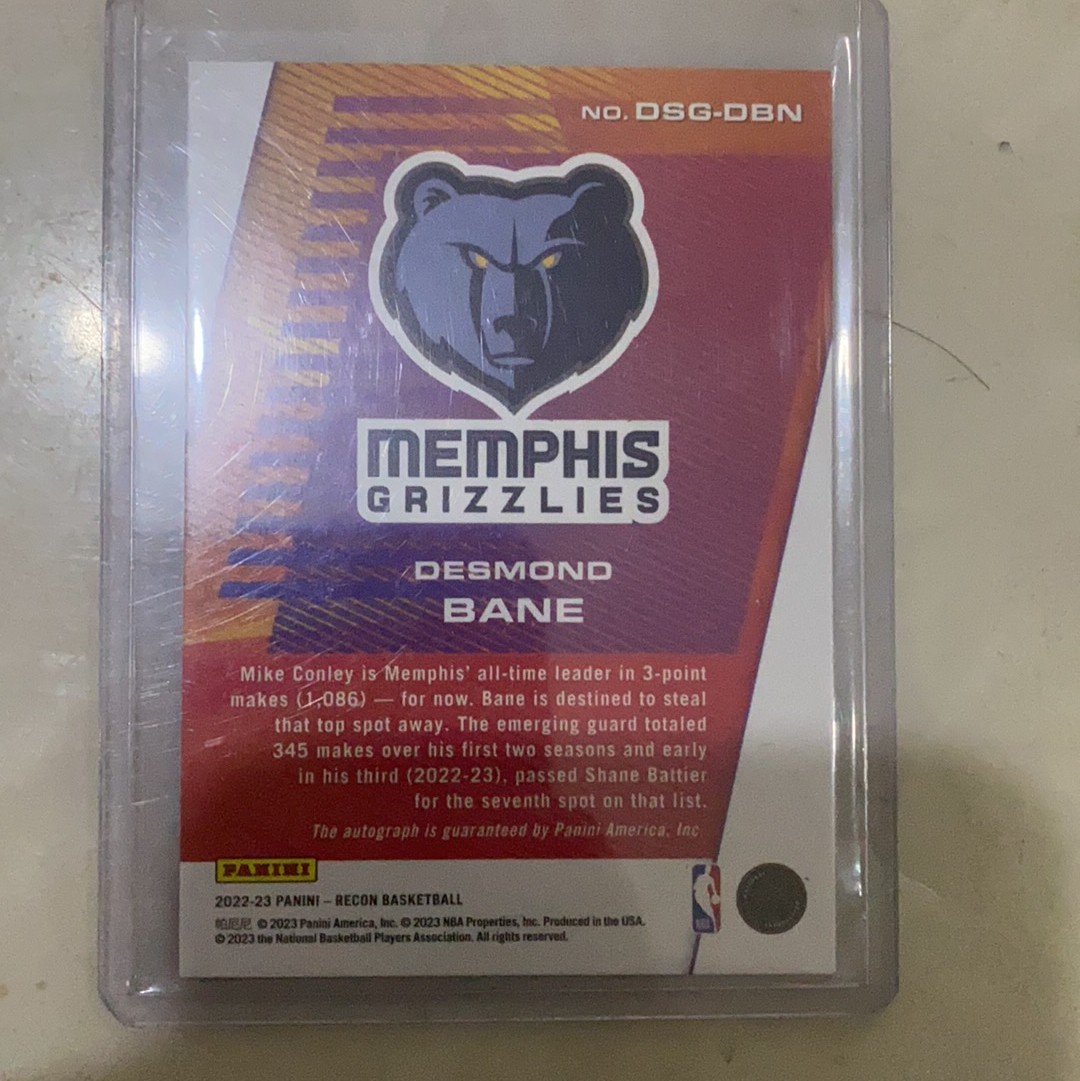 NO. DSG-DBN
MEMPHIS
GRIZZLIES
DESMOND
BANE
Mike Conley is Memphis' all-time leader in 3-point
makes (1,086) — for now. Bane is destined to steal
that top spot away. The emerging guard totaled
345 makes over his first two seasons and early
in his third (2022-23), passed Shane Battier
for the seventh spot on that list.
The autograph is guaranteed by Panini America, Inc
PANINI
2022-23 PANINI – RECON BASKETBALL
帕尼尼 © 2023 Panini America, Inc. © 2023 NBA Properties, Inc. Produced in the USA.
© 2023 the National Basketball Players Association. All rights reserved.
NBA